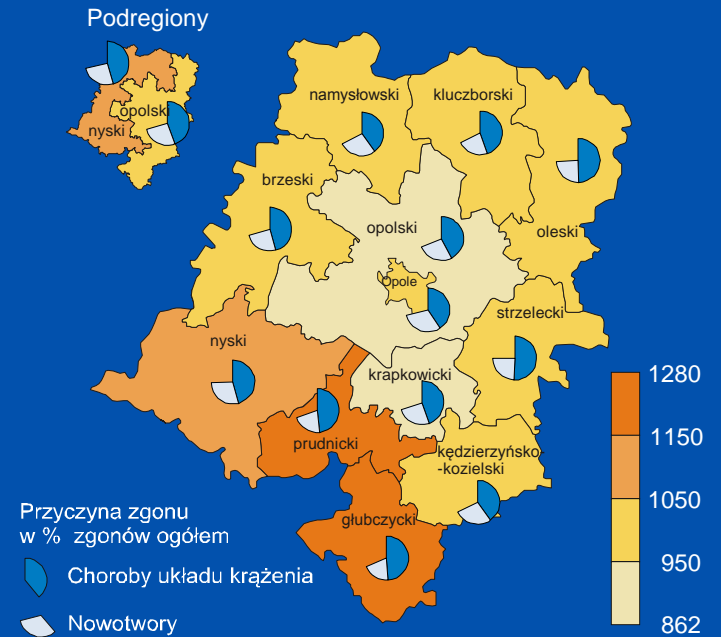 Podregiony
opolski
nyski
namysłowski
kluczborski
brzeski
opolski
oleski
Opole
strzelecki
nyski
krapkowicki
prudnicki
kędzierzyńsko-
-kozielski
głubczycki
1280
1150
1050
950
862
Przyczyna zgonu
w % zgonów ogółem
Choroby układu krążenia
Nowotwory